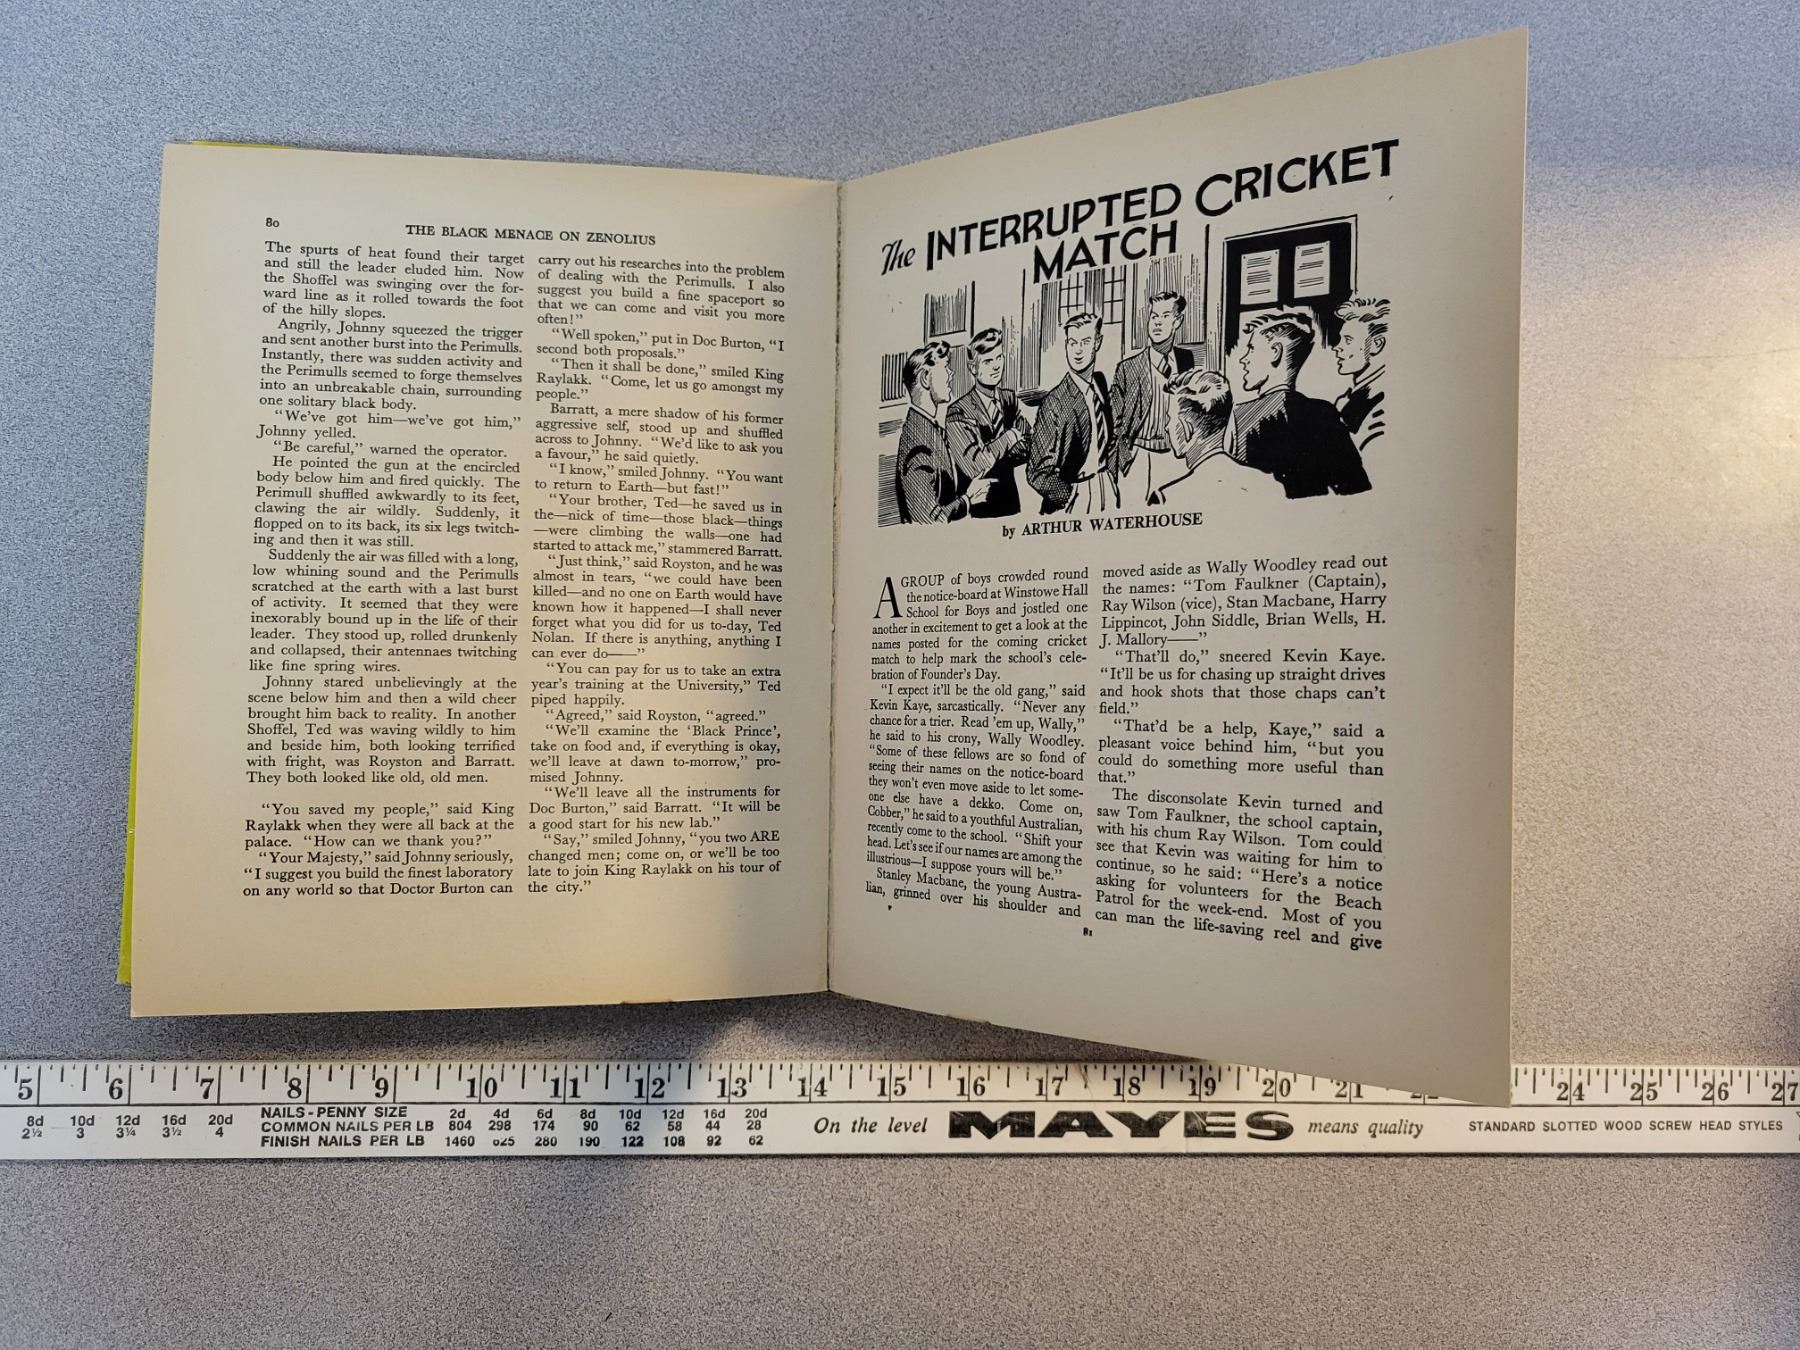 80
THE BLACK MENACE ON ZENOLIUS
The spurts of heat found their target
and still the leader eluded him. Now
the Shoffel was swinging over the for-
ward line as it rolled towards the foot
of the hilly slopes.
Angrily, Johnny squeezed the trigger
and sent another burst into the Perimulls.
Instantly, there was sudden activity and
the Perimulls seemed to forge themselves
into an unbreakable chain, surrounding
one solitary black body.
"We've got him—we've got him,"
Johnny yelled.
"Be careful," warned the operator.
He pointed the gun at the encircled
body below him and fired quickly. The
Perimull shuffled awkwardly to its feet,
clawing the air wildly. Suddenly, it
flopped on to its back, its six legs twitch-
ing and then it was still.
Suddenly the air was filled with a long,
low whining sound and the Perimulls
scratched at the earth with a last burst
of activity. It seemed that they were
inexorably bound up in the life of their
leader. They stood up, rolled drunkenly
and collapsed, their antennaes twitching
like fine spring wires.
Johnny stared unbelievingly at the
scene below him and then a wild cheer
brought him back to reality. In another
Shoffel, Ted was waving wildly to him
and beside him, both looking terrified
with fright, was Royston and Barratt.
They both looked like old, old men.
"You saved my people," said King
Raylakk when they were all back at the
palace. "How can we thank you?"
"Your Majesty," said Johnny seriously,
"I suggest you build the finest laboratory
on any world so that Doctor Burton can
carry out his researches into the problem
of dealing with the Perimulls. I also
suggest you build a fine spaceport so
that we can come and visit you more
often!"
"Well spoken," put in Doc Burton, "I
second both proposals."
"Then it shall be done," smiled King
Raylakk. "Come, let us go amongst my
people."
Barratt, a mere shadow of his former
aggressive self, stood up and shuffled
across to Johnny. "We'd like to ask you
a favour," he said quietly.
"I know," smiled Johnny. "You want
to return to Earth—but fast!"
"Your brother, Ted—he saved us in
the—nick of time—those black—things
—were climbing the walls—one had
started to attack me," stammered Barratt.
"Just think," said Royston, and he was
almost in tears, "we could have been
killed—and no one on Earth would have
known how it happened—I shall never
forget what you did for us to-day, Ted
Nolan. If there is anything, anything I
can ever do——"
"You can pay for us to take an extra
year's training at the University," Ted
piped happily.
"Agreed," said Royston, "agreed."
"We'll examine the 'Black Prince',
take on food and, if everything is okay,
we'll leave at dawn to-morrow," pro-
mised Johnny.
"We'll leave all the instruments for
Doc Burton," said Barratt. "It will be
a good start for his new lab."
"Say," smiled Johnny, "you two ARE
changed men; come on, or we'll be too
late to join King Raylakk on his tour of
the city."
The INTERRUPTED CRICKET
MATCH
by ARTHUR WATERHOUSE
A GROUP of boys crowded round
the notice-board at Winstowe Hall
School for Boys and jostled one
another in excitement to get a look at the
names posted for the coming cricket
match to help mark the school's cele-
bration of Founder's Day.
"I expect it'll be the old gang," said
Kevin Kaye, sarcastically. "Never any
chance for a trier. Read 'em up, Wally,"
he said to his crony, Wally Woodley.
"Some of these fellows are so fond of
seeing their names on the notice-board
they won't even move aside to let some-
one else have a dekko. Come on,
Cobber," he said to a youthful Australian,
recently come to the school. "Shift your
head. Let's see if our names are among the
illustrious—I suppose yours will be."
Stanley Macbane, the young Austra-
lian, grinned over his shoulder and
moved aside as Wally Woodley read out
the names: "Tom Faulkner (Captain),
Ray Wilson (vice), Stan Macbane, Harry
Lippincot, John Siddle, Brian Wells, H.
J. Mallory——"
"That'll do," sneered Kevin Kaye.
"It'll be us for chasing up straight drives
and hook shots that those chaps can't
field."
"That'd be a help, Kaye," said a
pleasant voice behind him, "but you
could do something more useful than
that."
The disconsolate Kevin turned and
saw Tom Faulkner, the school captain,
with his chum Ray Wilson. Tom could
see that Kevin was waiting for him to
continue, so he said: "Here's a notice
asking for volunteers for the Beach
Patrol for the week-end. Most of you
can man the life-saving reel and give
81
5 6 7 8 9 10 11 12 13 14 15 16 17 18 19 20 21 24 25 26 27
8d 10d 12d 16d 20d
2½ 3 3¼ 3½ 4
NAILS - PENNY SIZE 2d 4d 6d 8d 10d 12d 16d 20d
COMMON NAILS PER LB 804 298 174 90 62 58 44 28
FINISH NAILS PER LB 1460 625 280 190 122 108 92 62
On the level MAYES means quality
STANDARD SLOTTED WOOD SCREW HEAD STYLES